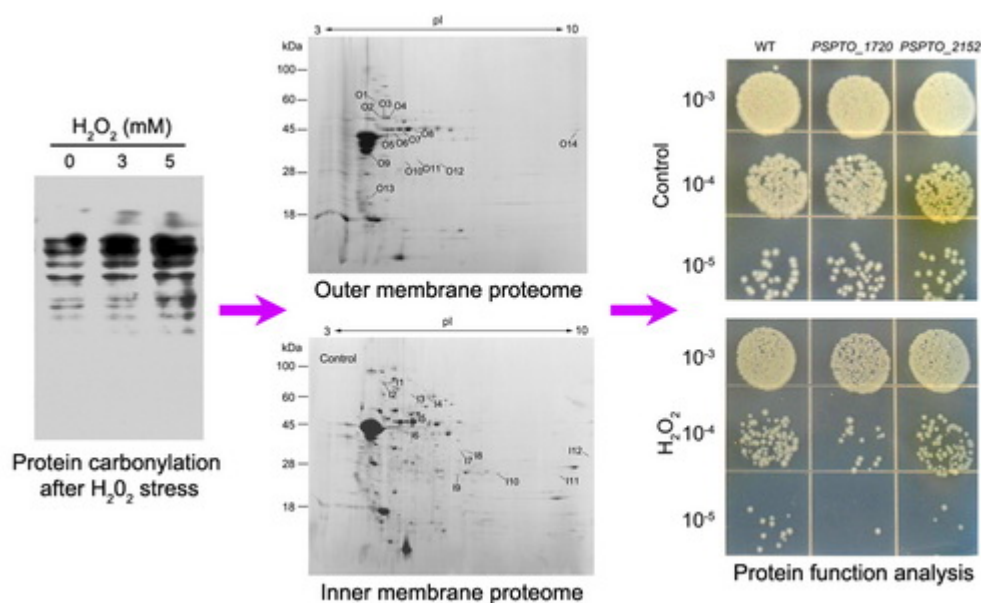 H2O2 (mM)
0 3 5
Protein carbonylation
after H2O2 stress
3 pI 10
kDa
100
60
45
28
18
O1
O2 O3 O4
O5 O6 O7 O8
O9
O10 O11 O12
O13
O14
Outer membrane proteome
3 pI 10
kDa
Control
100
60
45
28
18
I1
I2 I3 I4
I5
I6
I7 I8
I9 I10
I11
I12
Inner membrane proteome
WT PSPTO_1720 PSPTO_2152
Control
10-3
10-4
10-5
H2O2
10-3
10-4
10-5
Protein function analysis